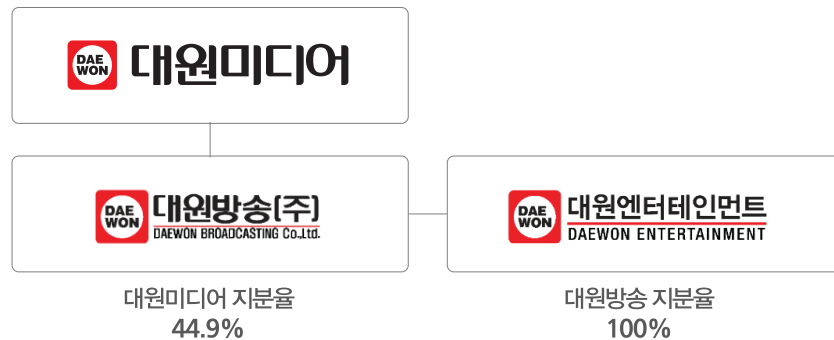 DAE
WON
대원미디어
DAE
WON
대원방송(주)
DAEWON BROADCASTING Co.,Ltd.
DAE
WON
대원엔터테인먼트
DAEWON ENTERTAINMENT
대원미디어 지분율
44.9%
대원방송 지분율
100%